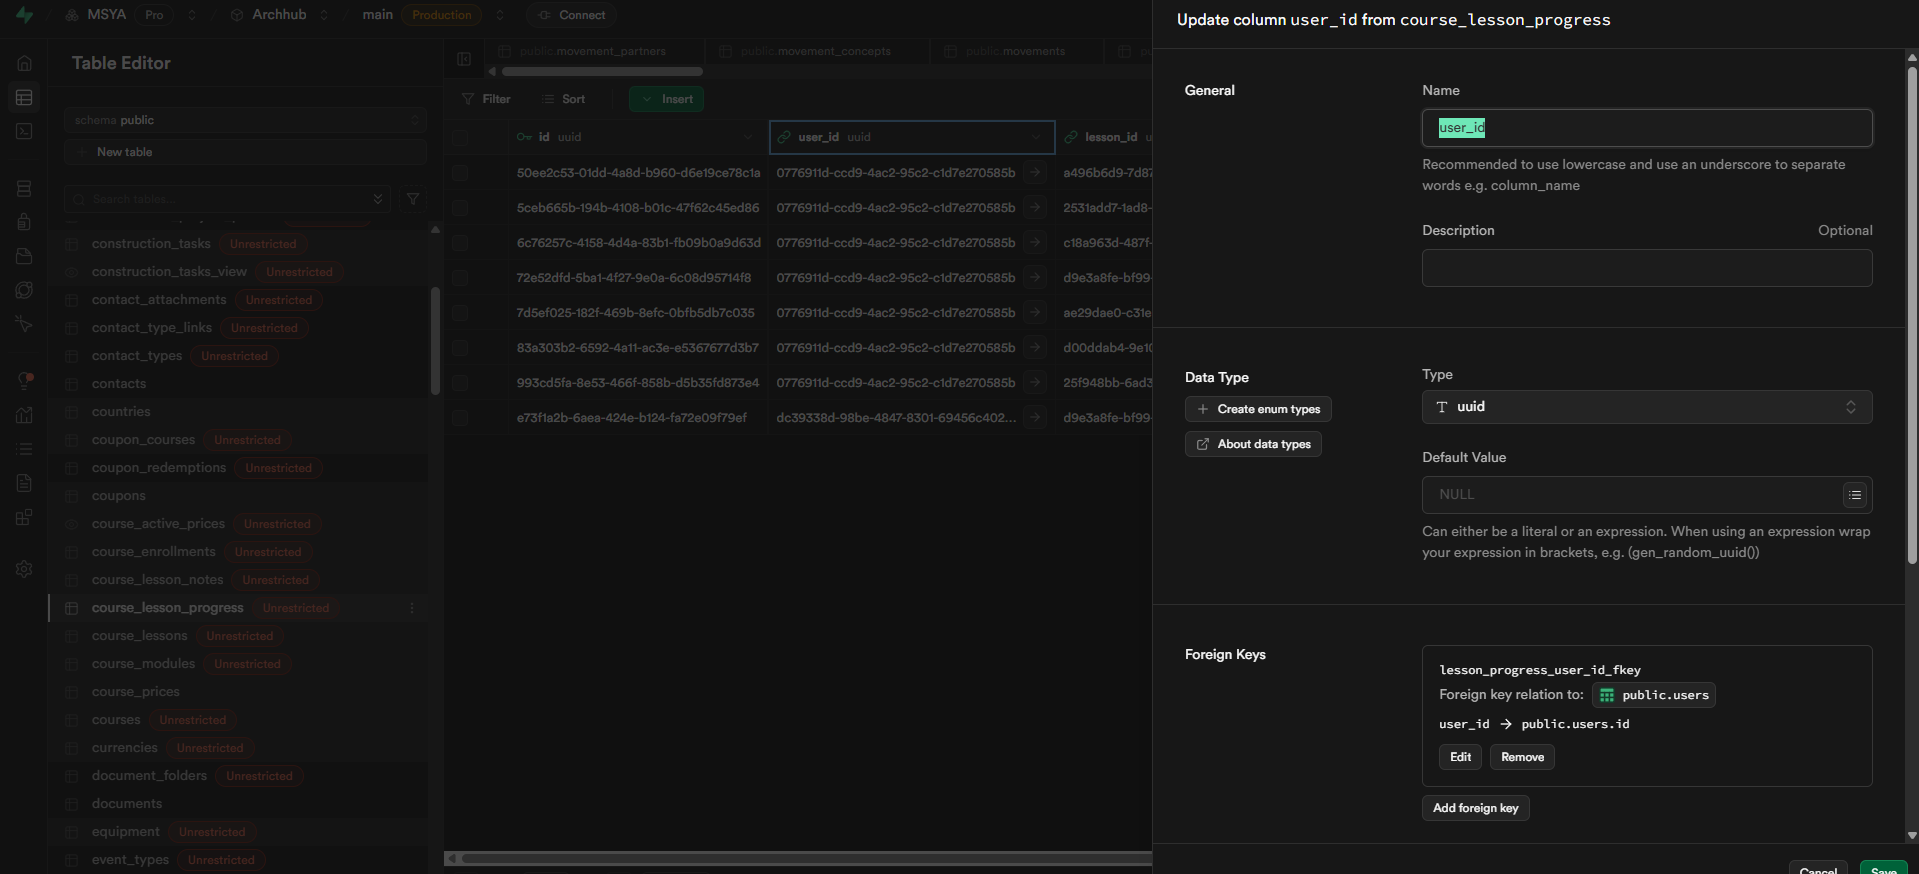 MSYA Pro Archhub main Production Connect
Table Editor
schema public
New table
Search tables...
construction_tasks Unrestricted
construction_tasks_view Unrestricted
contact_attachments Unrestricted
contact_type_links Unrestricted
contact_types Unrestricted
contacts
countries
coupon_courses Unrestricted
coupon_redemptions Unrestricted
coupons
course_active_prices Unrestricted
course_enrollments Unrestricted
course_lesson_notes Unrestricted
course_lesson_progress Unrestricted
course_lessons Unrestricted
course_modules Unrestricted
course_prices
courses Unrestricted
currencies Unrestricted
document_folders Unrestricted
documents
equipment Unrestricted
event_types Unrestricted
public.movement_partners public.movement_concepts public.movements
Filter Sort Insert
id uuid user_id uuid lesson_id
50ee2c53-01dd-4a8d-b960-d6e19ce78c1a 0776911d-ccd9-4ac2-95c2-c1d7e270585b a496b6d9-7d87
5ceb665b-194b-4108-b01c-47f62c45ed86 0776911d-ccd9-4ac2-95c2-c1d7e270585b 2531add7-1ad8-
6c76257c-4158-4d4a-83b1-fb09b0a9d63d 0776911d-ccd9-4ac2-95c2-c1d7e270585b c18a963d-487f-
72e52dfd-5ba1-4f27-9e0a-6c08d95714f8 0776911d-ccd9-4ac2-95c2-c1d7e270585b d9e3a8fe-bf99-
7d5ef025-182f-469b-8efc-0bfb5db7c035 0776911d-ccd9-4ac2-95c2-c1d7e270585b ae29dae0-c31e
83a303b2-6592-4a11-ac3e-e5367677d3b7 0776911d-ccd9-4ac2-95c2-c1d7e270585b d00ddab4-9e10
993cd5fa-8e53-466f-858b-d5b35fd873e4 0776911d-ccd9-4ac2-95c2-c1d7e270585b 25f948bb-6ad3
e73f1a2b-6aea-424e-b124-fa72e09f79ef dc39338d-98be-4847-8301-69456c402... d9e3a8fe-bf99-
Update column user_id from course_lesson_progress
General
Name
user_id
Recommended to use lowercase and use an underscore to separate
words e.g. column_name
Description Optional
Data Type
Create enum types
About data types
Type
uuid
Default Value
NULL
Can either be a literal or an expression. When using an expression wrap
your expression in brackets, e.g. (gen_random_uuid())
Foreign Keys
lesson_progress_user_id_fkey
Foreign key relation to: public.users
user_id → public.users.id
Edit Remove
Add foreign key
Cancel Save